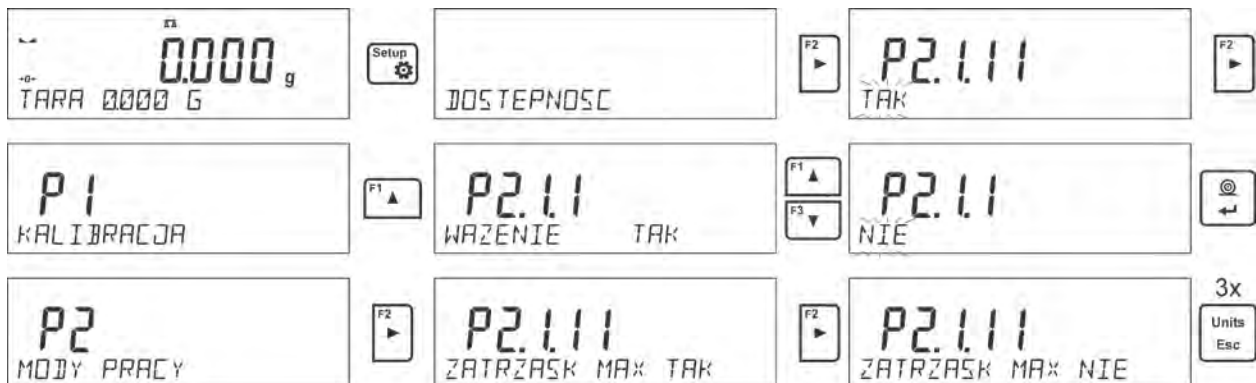 0.000 g
-0-
TARA 0.000 G
Setup
DOSTEPNOSC
F2
P2.1.11
TAK
F2
P1
KALIBRACJA
F1
P2.1.1
WAZENIE TAK
F1
F3
P2.1.1
NIE
P2
MODY PRACY
F2
P2.1.11
ZATRZASK MAX TAK
F2
P2.1.11
ZATRZASK MAX NIE
3x
Units
Esc